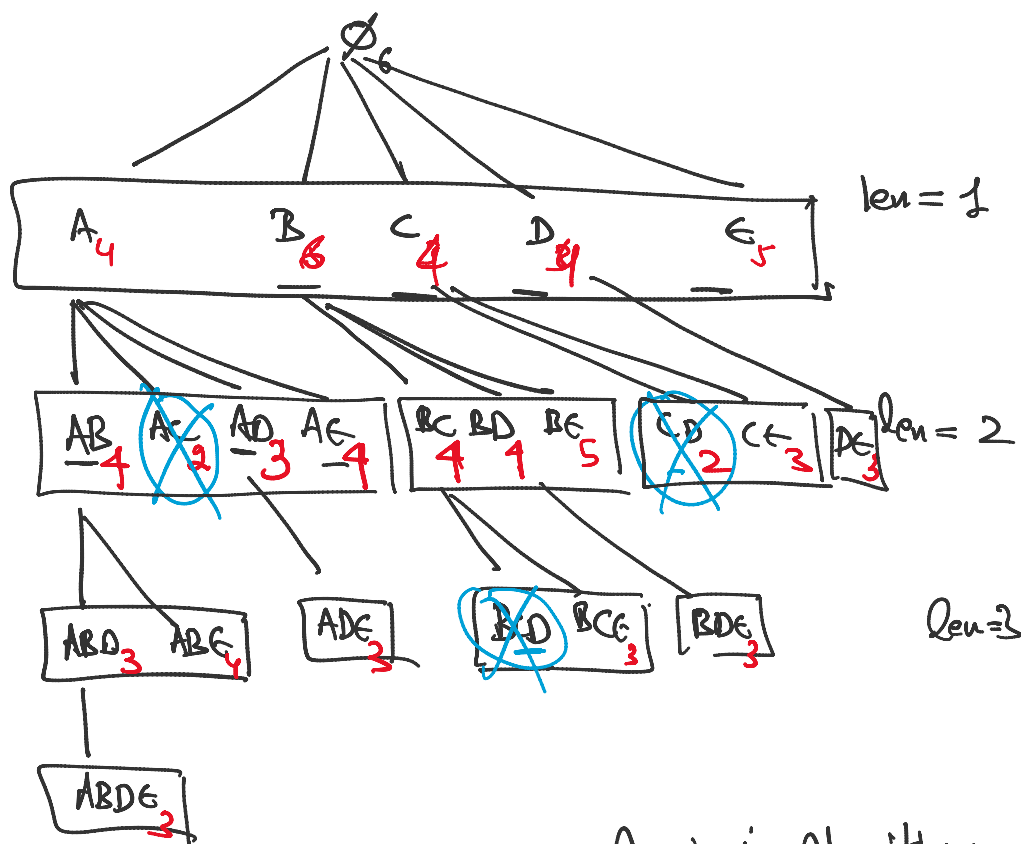 ∅6
A4 B6 C4 D4 E5 len = 1
AB4 AC2 AD3 AE4 BC4 BD4 BE5 CD2 CE3 DE3 len = 2
ABD3 ABE4 ADE3 BCD BCE3 BDE3 len=3
ABDE3